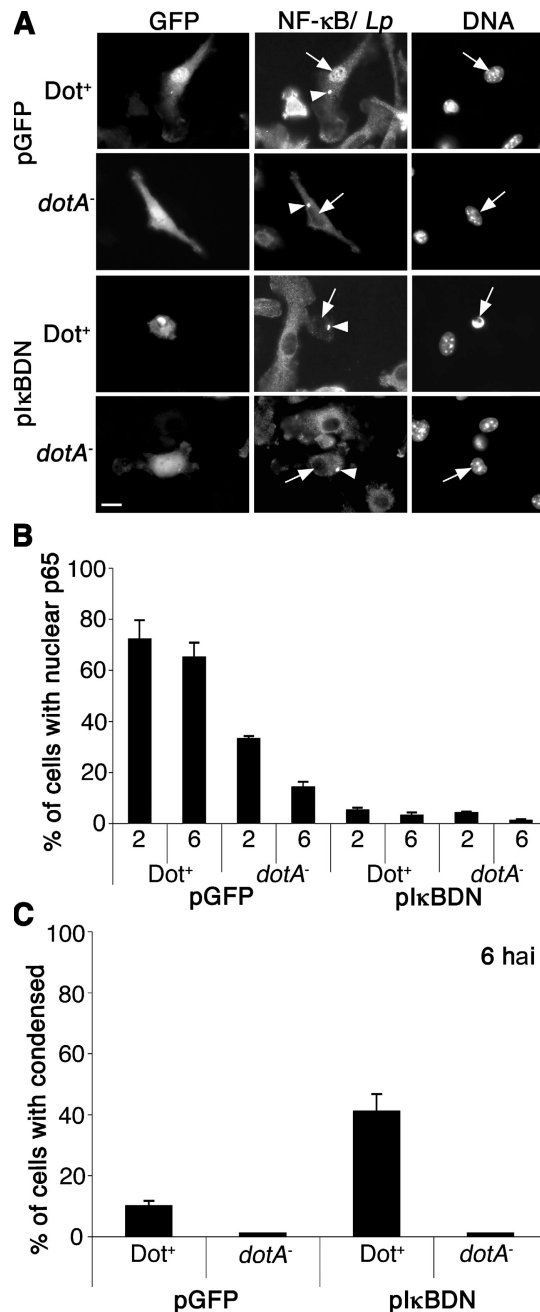 A
GFP
NF-κB/ Lp
DNA
pGFP
Dot⁺
dotA⁻
pIκBDN
Dot⁺
dotA⁻
B
% of cells with nuclear p65
100
80
60
40
20
0
2 6 2 6 2 6 2 6
Dot⁺ dotA⁻ Dot⁺ dotA⁻
pGFP pIκBDN
C
6 hai
% of cells with condensed
100
80
60
40
20
0
Dot⁺ dotA⁻ Dot⁺ dotA⁻
pGFP pIκBDN